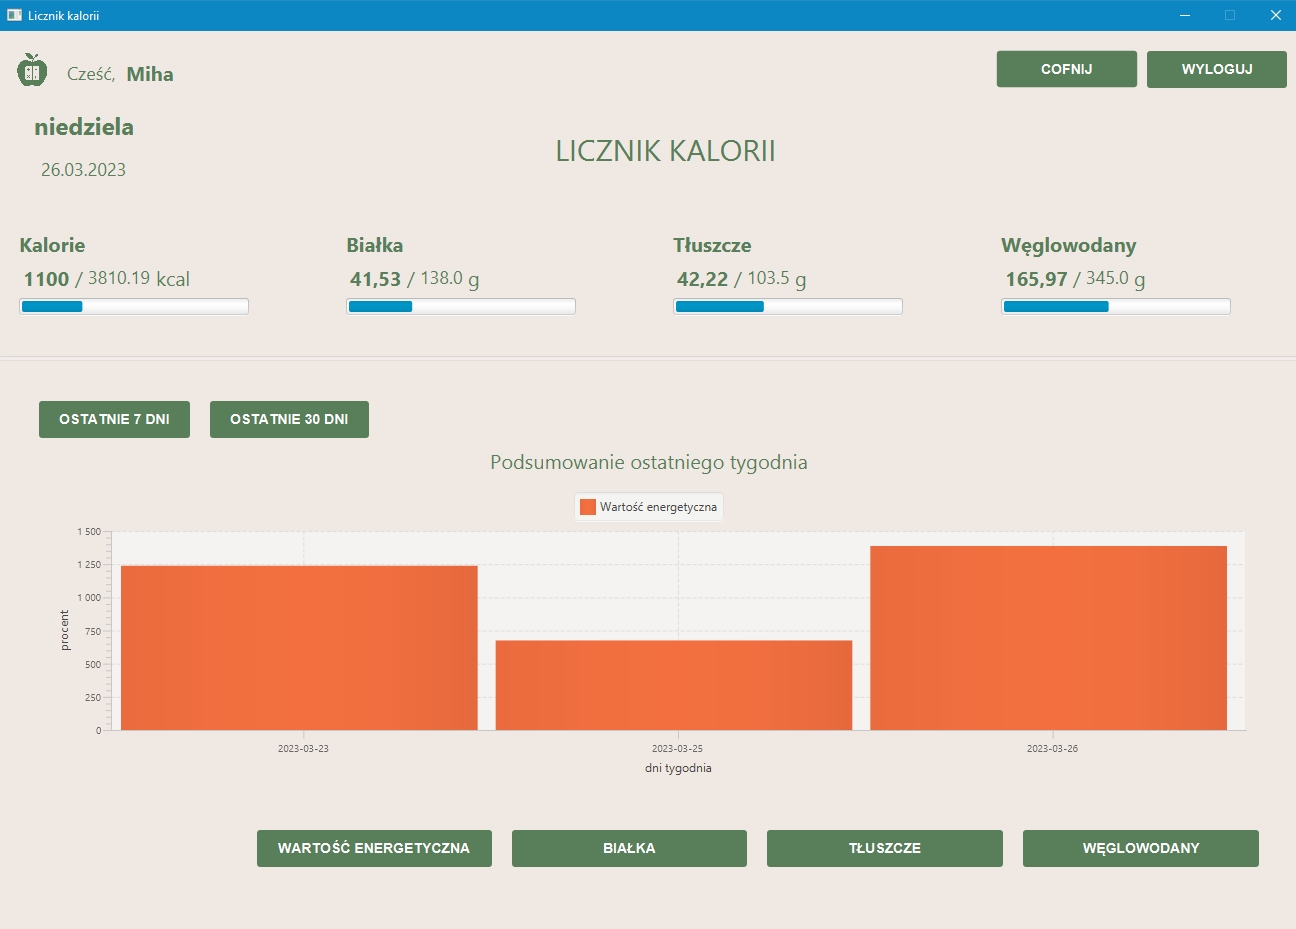 Licznik kalorii
Cześć, Miha
COFNIJ
WYLOGUJ
niedziela
26.03.2023
LICZNIK KALORII
Kalorie
1100 / 3810.19 kcal
Białka
41,53 / 138.0 g
Tłuszcze
42,22 / 103.5 g
Węglowodany
165,97 / 345.0 g
OSTATNIE 7 DNI
OSTATNIE 30 DNI
Podsumowanie ostatniego tygodnia
Wartość energetyczna
1 500
1 250
1 000
750
500
250
0
procent
2023-03-23
2023-03-25
2023-03-26
dni tygodnia
WARTOŚĆ ENERGETYCZNA
BIAŁKA
TŁUSZCZE
WĘGLOWODANY